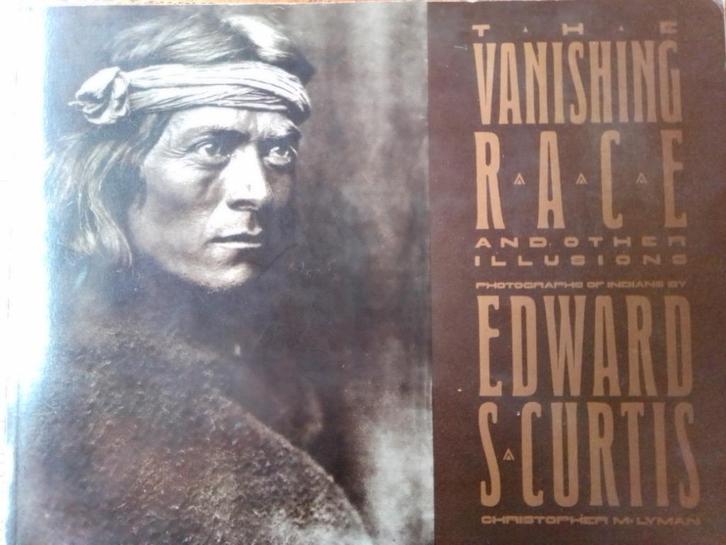 THE
VANISHING
RACE
AND OTHER
ILLUSIONS
PHOTOGRAPHS OF INDIANS BY
EDWARD
S. CURTIS
CHRISTOPHER M. LYMAN